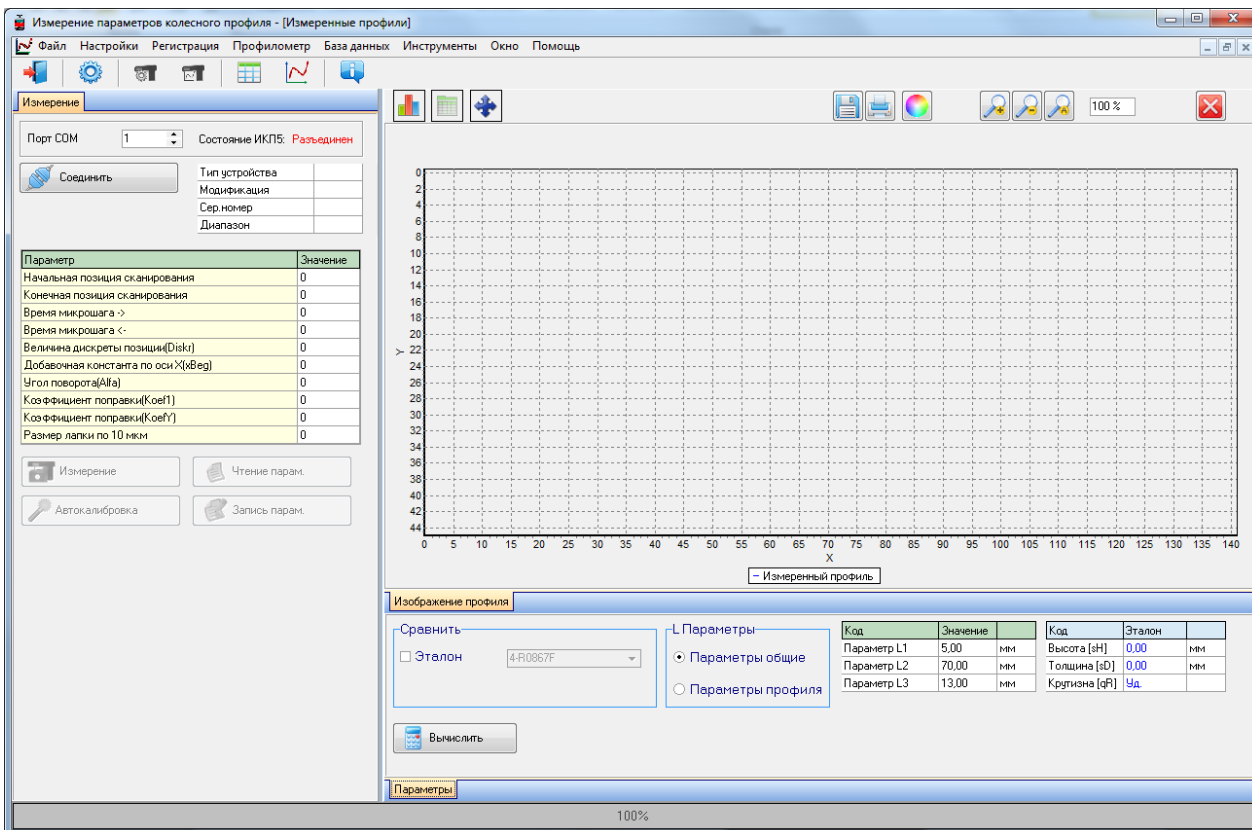 Измерение параметров колесного профиля - [Измеренные профили]
Файл Настройки Регистрация Профилометр База данных Инструменты Окно Помощь
100 %
Измерение
Порт COM 1 Состояние ИКП5: Разъединен
Соединить
Тип устройства
Модификация
Сер.номер
Диапазон
Параметр Значение
Начальная позиция сканирования 0
Конечная позиция сканирования 0
Время микрошага -> 0
Время микрошага <- 0
Величина дискреты позиции(Diskr) 0
Добавочная константа по оси X(xBeg) 0
Угол поворота(Alfa) 0
Коэффициент поправки(Koef1) 0
Коэффициент поправки(KoefY) 0
Размер лапки по 10 мкм 0
Измерение Чтение парам.
Автокалибровка Запись парам.
0
2
4
6
8
10
12
14
16
18
20
22
24
26
28
30
32
34
36
38
40
42
44
Y
0 5 10 15 20 25 30 35 40 45 50 55 60 65 70 75 80 85 90 95 100 105 110 115 120 125 130 135 140
X
Измеренный профиль
Изображение профиля
Сравнить
Эталон 4-R0867F
L Параметры
Параметры общие
Параметры профиля
Код Значение
Параметр L1 5,00 мм
Параметр L2 70,00 мм
Параметр L3 13,00 мм
Код Эталон
Высота [sH] 0,00 мм
Толщина [sD] 0,00 мм
Крутизна [qR] Уд.
Вычислить
Параметры
100%